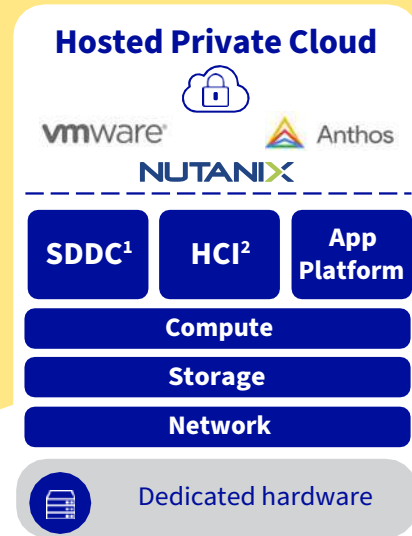 Hosted Private Cloud
vmware®
Anthos
NUTANIX
SDDC¹
HCI²
App
Platform
Compute
Storage
Network
Dedicated hardware